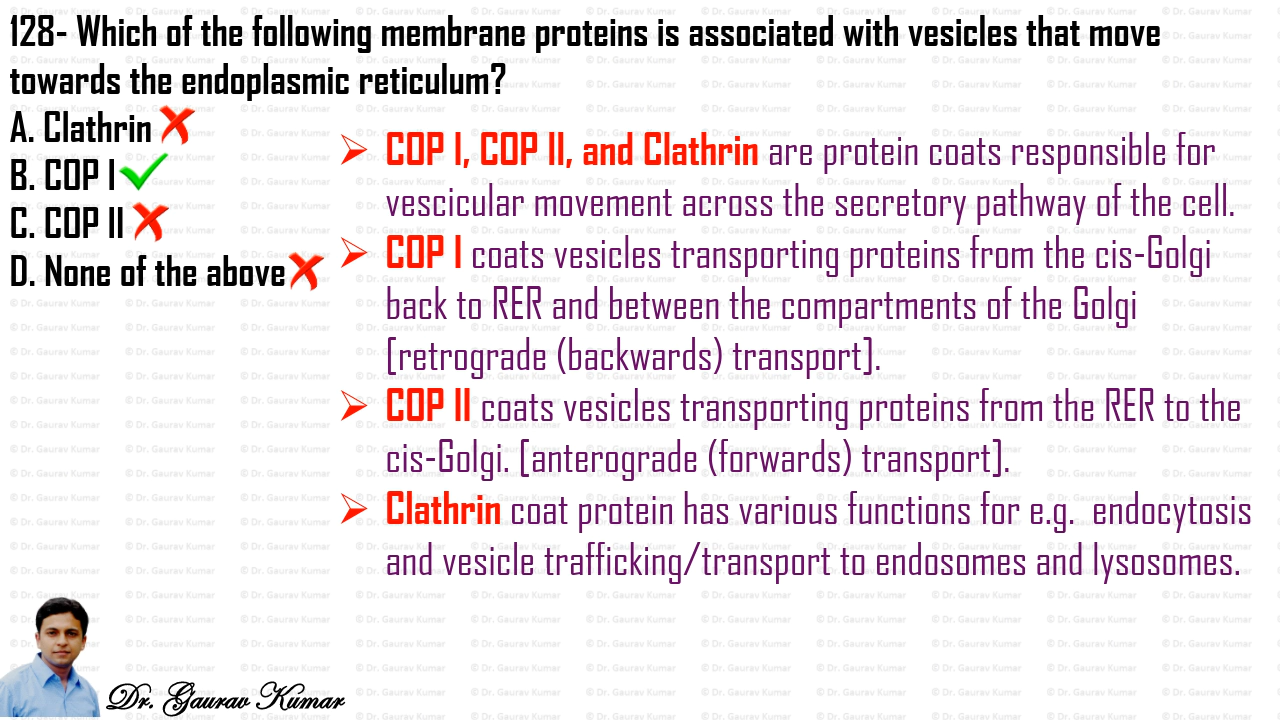 128- Which of the following membrane proteins is associated with vesicles that move
towards the endoplasmic reticulum?
A. Clathrin
B. COP I
C. COP II
D. None of the above
COP I, COP II, and Clathrin are protein coats responsible for
vescicular movement across the secretory pathway of the cell.
COP I coats vesicles transporting proteins from the cis-Golgi
back to RER and between the compartments of the Golgi
[retrograde (backwards) transport].
COP II coats vesicles transporting proteins from the RER to the
cis-Golgi. [anterograde (forwards) transport].
Clathrin coat protein has various functions for e.g. endocytosis
and vesicle trafficking/transport to endosomes and lysosomes.
Dr. Gaurav Kumar
© Dr. Gaurav Kumar